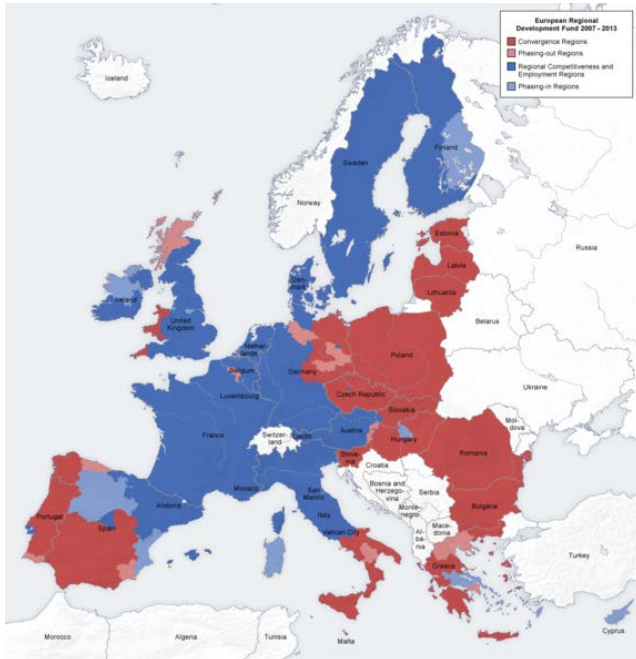 European Regional
Development Fund 2007 - 2013
Convergence Regions
Phasing-out Regions
Regional Competitiveness and
Employment Regions
Phasing-in Regions
Iceland
Finland
Sweden
Norway
Russia
Estonia
Latvia
Lithuania
Den-
mark
Ireland
United
Kingdom
Belarus
Nether-
lands
Poland
Belgium
Germany
Luxembourg
Czech Republic
Ukraine
Slovakia
France
Switzer-
land
Liecht.
Austria
Hungary
Mol-
dova
Slove-
nia
Romania
Croatia
Bosnia and
Herzego-
vina
Serbia
Monaco
San
Marino
Italy
Monte-
negro
Andorra
Bulgaria
Portugal
Spain
Vatican City
Al-
bania
Mace-
donia
Greece
Turkey
Cyprus
Morocco
Algeria
Tunisia
Malta